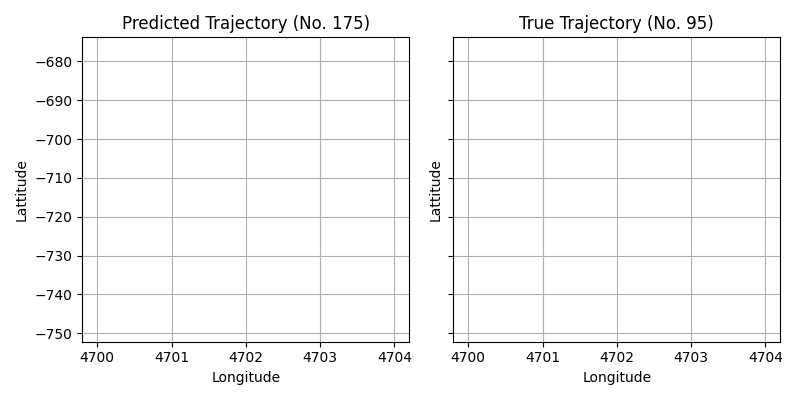 Predicted Trajectory (No. 175)
Lattitude
−680
−690
−700
−710
−720
−730
−740
−750
4700 4701 4702 4703 4704
Longitude
True Trajectory (No. 95)
Lattitude
4700 4701 4702 4703 4704
Longitude